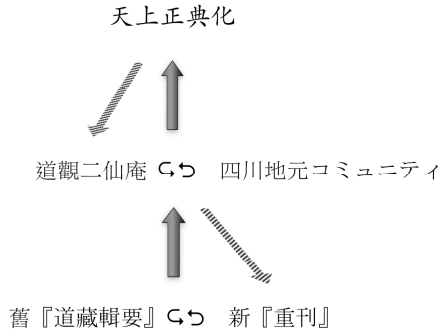 天上正典化
道觀二仙庵 ⮎⮌ 四川地元コミュニティ
舊『道藏輯要』 ⮎⮌ 新『重刊』